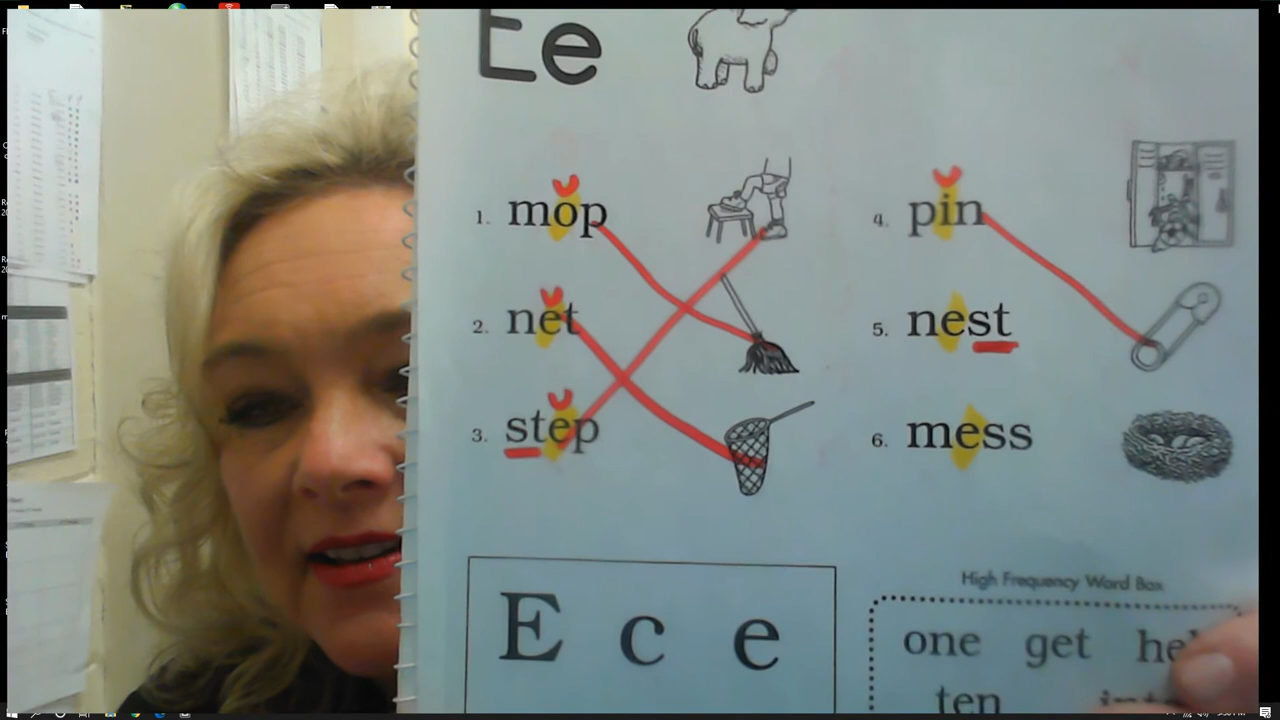 Ee
1. mop
2. net
3. step
4. pin
5. nest
6. mess
E c e
High Frequency Word Box
one get
ten